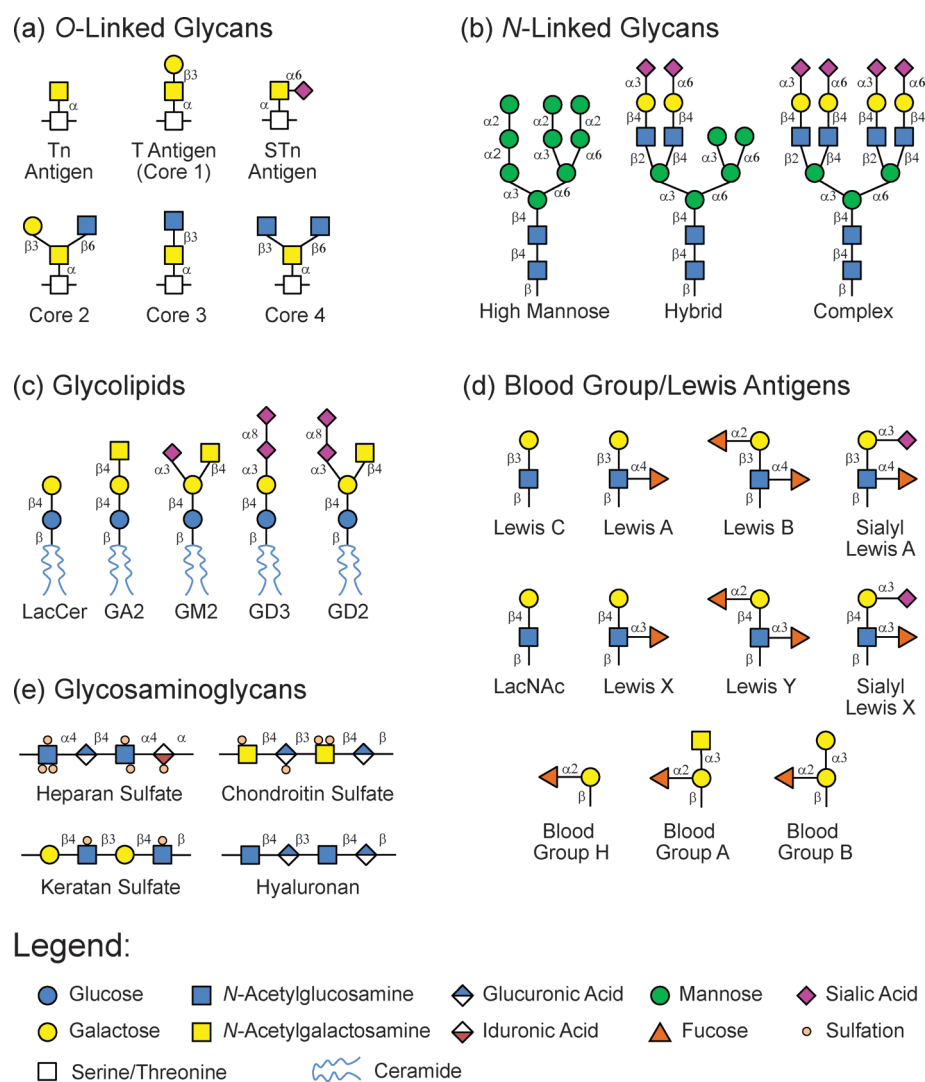 (a) O-Linked Glycans
β3
α
α
α6
α
Tn
Antigen
T Antigen
(Core 1)
STn
Antigen
β3
β6
α
β3
α
β3
β6
α
Core 2
Core 3
Core 4
(b) N-Linked Glycans
α2
α2
α2
α2
α3
α6
α3
α6
β4
β4
β
α3
α6
β4
β4
β2
β4
α3
α6
α3
α6
β4
β4
β
α3
α6
α3
α6
β4
β4
β4
β4
β2
β4
β2
β4
α3
α6
β4
β4
β
High Mannose
Hybrid
Complex
(c) Glycolipids
β4
β
β4
β4
β
α3
β4
β4
β
α8
α3
β4
β
α8
α3
β4
β4
β
LacCer
GA2
GM2
GD3
GD2
(d) Blood Group/Lewis Antigens
β3
β
β3
α4
β
α2
β3
α4
β
α3
β3
α4
β
Lewis C
Lewis A
Lewis B
Sialyl
Lewis A
β4
β
β4
α3
β
α2
β4
α3
β
α3
β4
α3
β
LacNAc
Lewis X
Lewis Y
Sialyl
Lewis X
α2
β
α3
α2
β
α3
α2
β
Blood
Group H
Blood
Group A
Blood
Group B
(e) Glycosaminoglycans
α4 β4 α4 α
Heparan Sulfate
β4 β3 β4 β
Chondroitin Sulfate
β4 β3 β4 β
Keratan Sulfate
β4 β3 β4 β
Hyaluronan
Legend:
Glucose
N-Acetylglucosamine
Glucuronic Acid
Mannose
Sialic Acid
Galactose
N-Acetylgalactosamine
Iduronic Acid
Fucose
Sulfation
Serine/Threonine
Ceramide